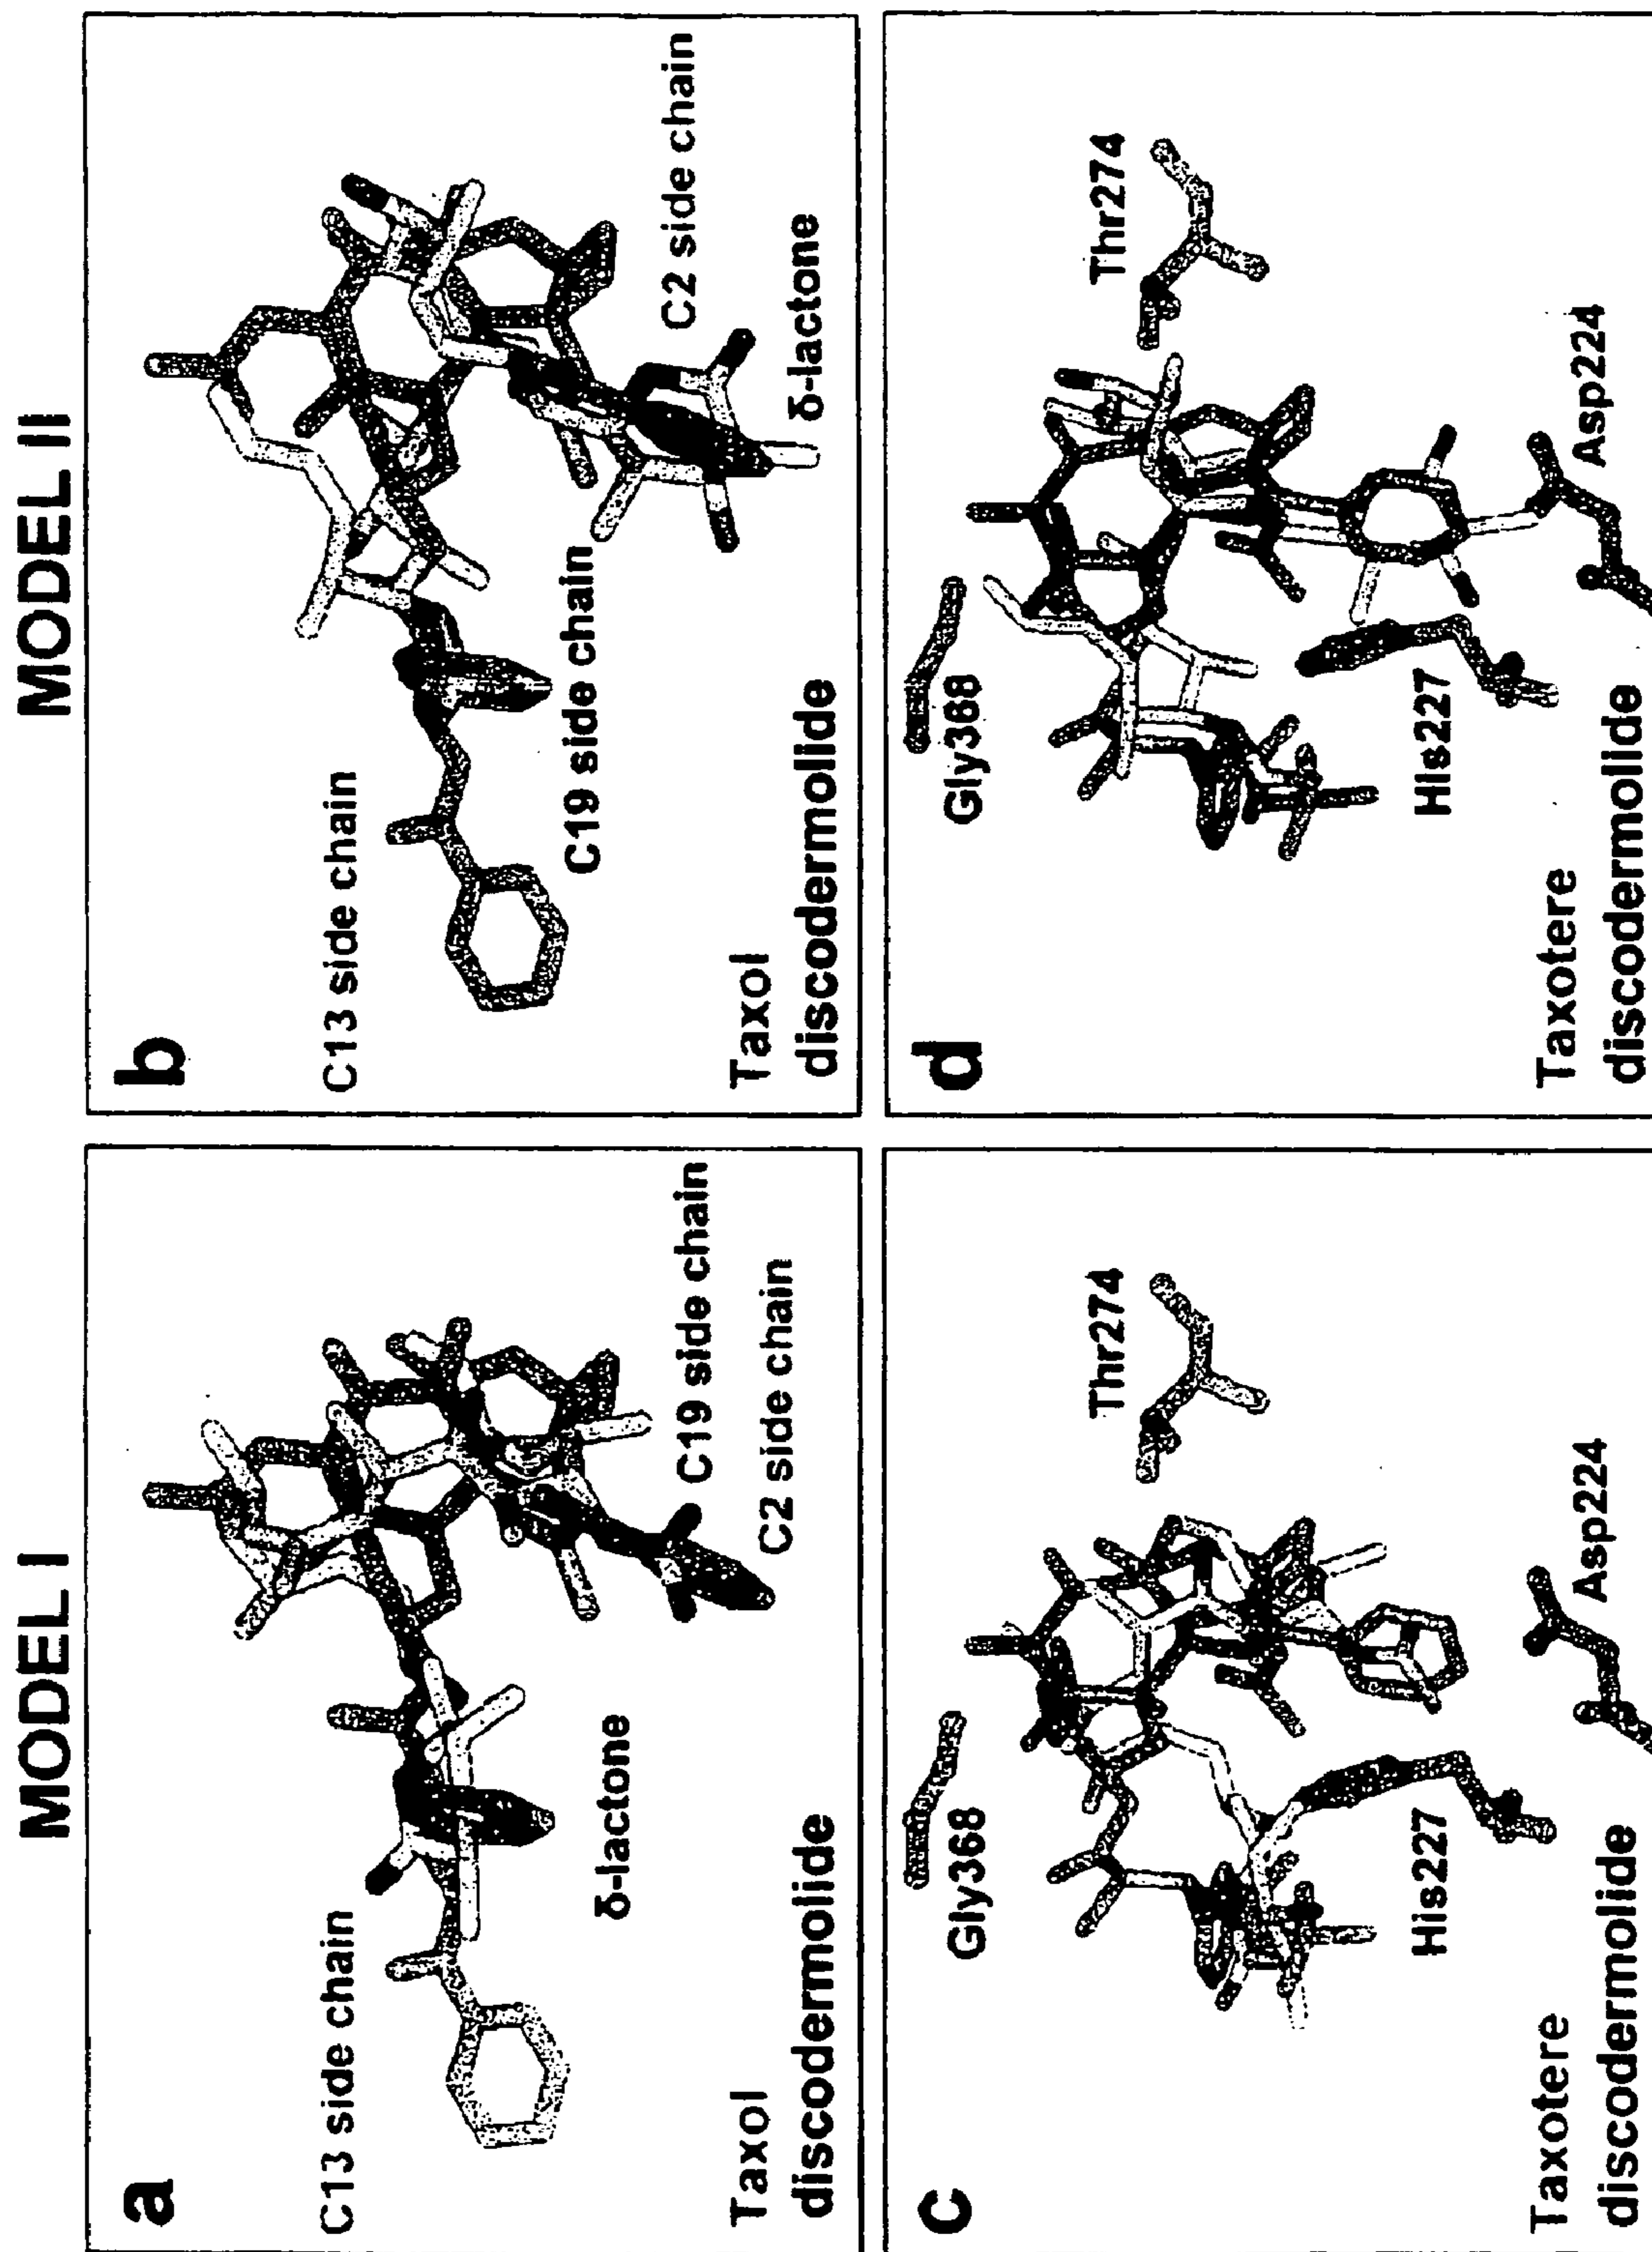 MODEL I
MODEL II
a
C13 side chain
δ-lactone
C19 side chain
C2 side chain
Taxol
discodermolide
b
C13 side chain
C19 side chain
C2 side chain
δ-lactone
Taxol
discodermolide
c
Gly368
Thr274
His227
Asp224
Taxotere
discodermolide
d
Gly368
Thr274
His227
Asp224
Taxotere
discodermolide